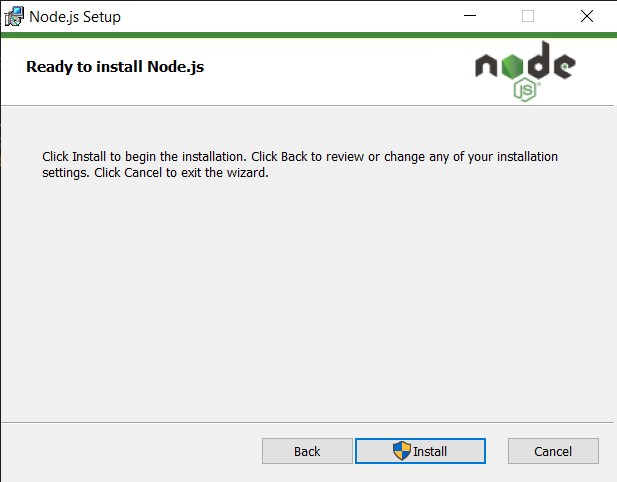 Node.js Setup
Ready to install Node.js
node
JS
Click Install to begin the installation. Click Back to review or change any of your installation
settings. Click Cancel to exit the wizard.
Back
Install
Cancel